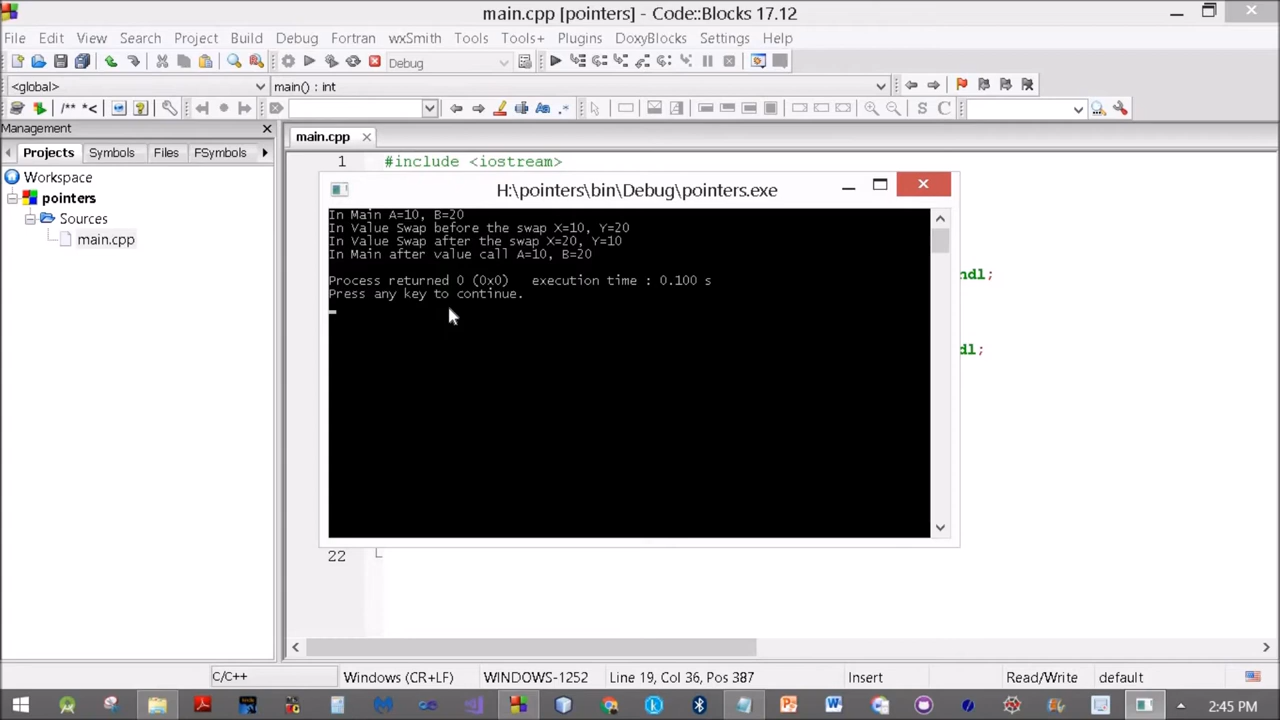 main.cpp [pointers] - Code::Blocks 17.12
File Edit View Search Project Build Debug Fortran wxSmith Tools Tools+ Plugins DoxyBlocks Settings Help
Debug
<global> main() : int
/** *< Aa .* S C
Management
main.cpp
Projects Symbols Files FSymbols
1 #include <iostream>
Workspace
pointers
Sources
main.cpp
H:\pointers\bin\Debug\pointers.exe
In Main A=10, B=20
In Value Swap before the swap X=10, Y=20
In Value Swap after the swap X=20, Y=10
In Main after value call A=10, B=20
Process returned 0 (0x0) execution time : 0.100 s
Press any key to continue.
ndl;
dl;
22
C/C++ Windows (CR+LF) WINDOWS-1252 Line 19, Col 36, Pos 387 Insert Read/Write default
2:45 PM